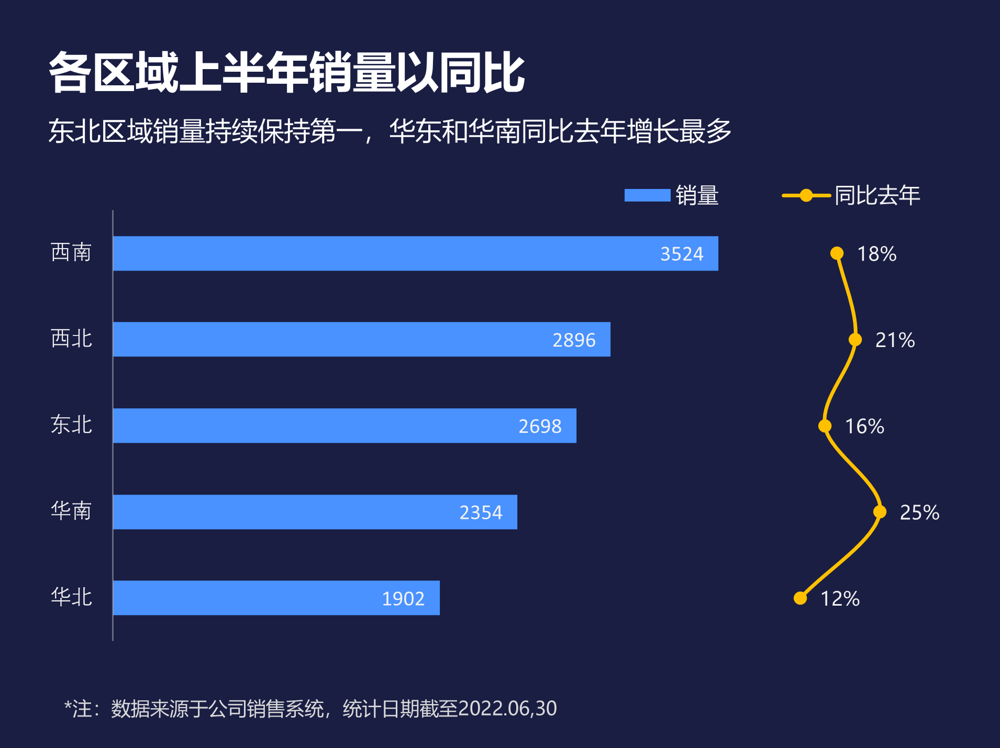 各区域上半年销量以同比
东北区域销量持续保持第一，华东和华南同比去年增长最多
销量 同比去年
西南 3524 18%
西北 2896 21%
东北 2698 16%
华南 2354 25%
华北 1902 12%
*注：数据来源于公司销售系统，统计日期截至2022.06,30